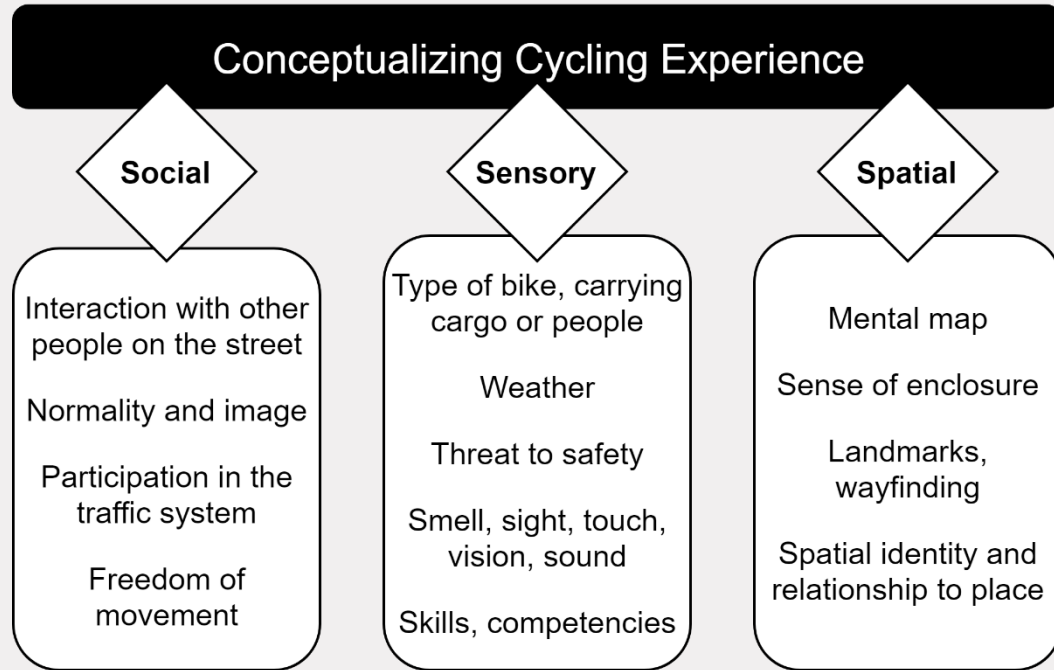 Conceptualizing Cycling Experience
Social
Interaction with other
people on the street
Normality and image
Participation in the
traffic system
Freedom of
movement
Sensory
Type of bike, carrying
cargo or people
Weather
Threat to safety
Smell, sight, touch,
vision, sound
Skills, competencies
Spatial
Mental map
Sense of enclosure
Landmarks,
wayfinding
Spatial identity and
relationship to place